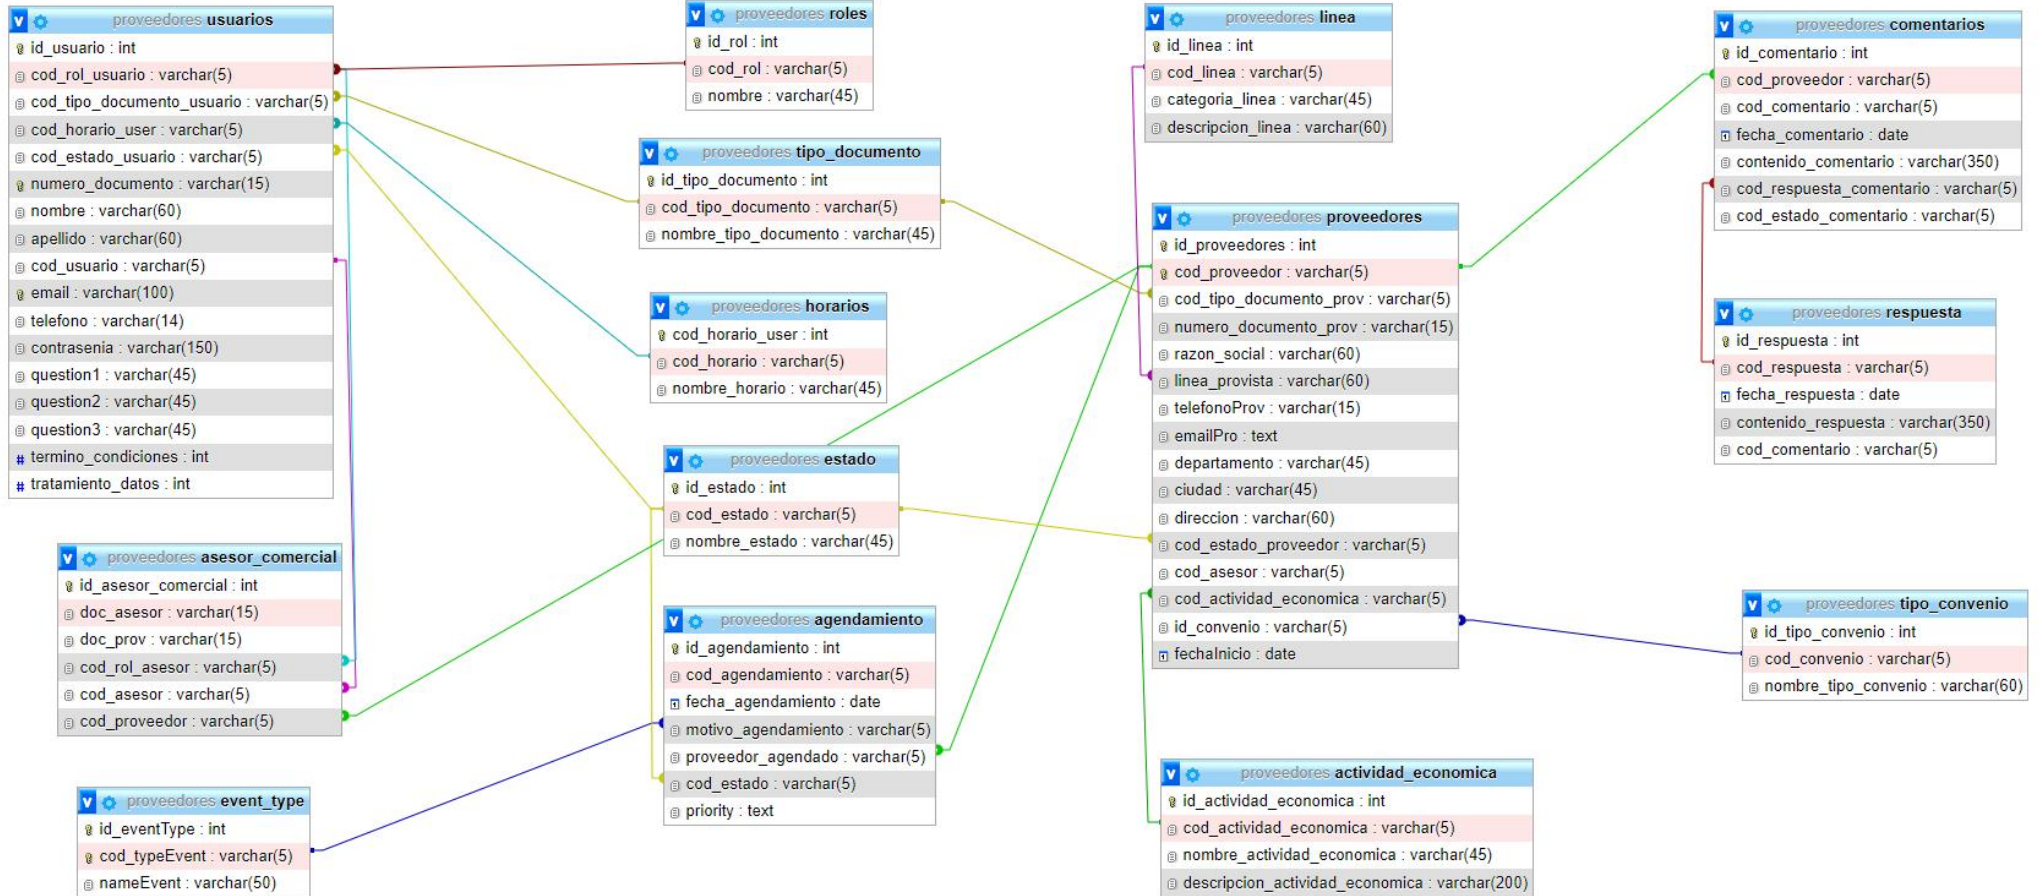 proveedores usuarios
id_usuario : int
cod_rol_usuario : varchar(5)
cod_tipo_documento_usuario : varchar(5)
cod_horario_user : varchar(5)
cod_estado_usuario : varchar(5)
numero_documento : varchar(15)
nombre : varchar(60)
apellido : varchar(60)
cod_usuario : varchar(5)
email : varchar(100)
telefono : varchar(14)
contrasenia : varchar(150)
question1 : varchar(45)
question2 : varchar(45)
question3 : varchar(45)
# termino_condiciones : int
# tratamiento_datos : int
proveedores asesor_comercial
id_asesor_comercial : int
doc_asesor : varchar(15)
doc_prov : varchar(15)
cod_rol_asesor : varchar(5)
cod_asesor : varchar(5)
cod_proveedor : varchar(5)
proveedores event_type
id_eventType : int
cod_typeEvent : varchar(5)
nameEvent : varchar(50)
proveedores roles
id_rol : int
cod_rol : varchar(5)
nombre : varchar(45)
proveedores tipo_documento
id_tipo_documento : int
cod_tipo_documento : varchar(5)
nombre_tipo_documento : varchar(45)
proveedores horarios
cod_horario_user : int
cod_horario : varchar(5)
nombre_horario : varchar(45)
proveedores estado
id_estado : int
cod_estado : varchar(5)
nombre_estado : varchar(45)
proveedores agendamiento
id_agendamiento : int
cod_agendamiento : varchar(5)
fecha_agendamiento : date
motivo_agendamiento : varchar(5)
proveedor_agendado : varchar(5)
cod_estado : varchar(5)
priority : text
proveedores linea
id_linea : int
cod_linea : varchar(5)
categoria_linea : varchar(45)
descripcion_linea : varchar(60)
proveedores proveedores
id_proveedores : int
cod_proveedor : varchar(5)
cod_tipo_documento_prov : varchar(5)
numero_documento_prov : varchar(15)
razon_social : varchar(60)
linea_provista : varchar(60)
telefonoProv : varchar(15)
emailPro : text
departamento : varchar(45)
ciudad : varchar(45)
direccion : varchar(60)
cod_estado_proveedor : varchar(5)
cod_asesor : varchar(5)
cod_actividad_economica : varchar(5)
id_convenio : varchar(5)
fechaInicio : date
proveedores actividad_economica
id_actividad_economica : int
cod_actividad_economica : varchar(5)
nombre_actividad_economica : varchar(45)
descripcion_actividad_economica : varchar(200)
proveedores comentarios
id_comentario : int
cod_proveedor : varchar(5)
cod_comentario : varchar(5)
fecha_comentario : date
contenido_comentario : varchar(350)
cod_respuesta_comentario : varchar(5)
cod_estado_comentario : varchar(5)
proveedores respuesta
id_respuesta : int
cod_respuesta : varchar(5)
fecha_respuesta : date
contenido_respuesta : varchar(350)
cod_comentario : varchar(5)
proveedores tipo_convenio
id_tipo_convenio : int
cod_convenio : varchar(5)
nombre_tipo_convenio : varchar(60)